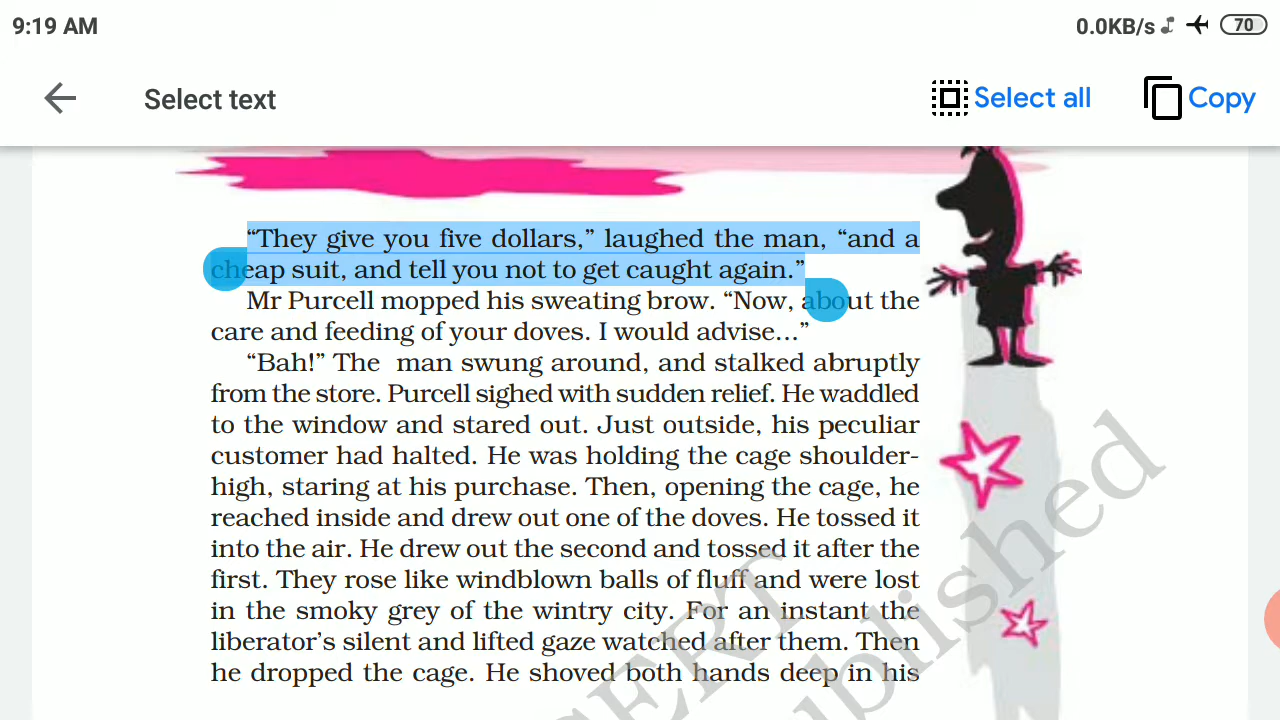 9:19 AM
0.0KB/s 70
Select text
Select all
Copy
“They give you five dollars,” laughed the man, “and a
cheap suit, and tell you not to get caught again.”
Mr Purcell mopped his sweating brow. “Now, about the
care and feeding of your doves. I would advise...”
“Bah!” The man swung around, and stalked abruptly
from the store. Purcell sighed with sudden relief. He waddled
to the window and stared out. Just outside, his peculiar
customer had halted. He was holding the cage shoulder-
high, staring at his purchase. Then, opening the cage, he
reached inside and drew out one of the doves. He tossed it
into the air. He drew out the second and tossed it after the
first. They rose like windblown balls of fluff and were lost
in the smoky grey of the wintry city. For an instant the
liberator’s silent and lifted gaze watched after them. Then
he dropped the cage. He shoved both hands deep in his